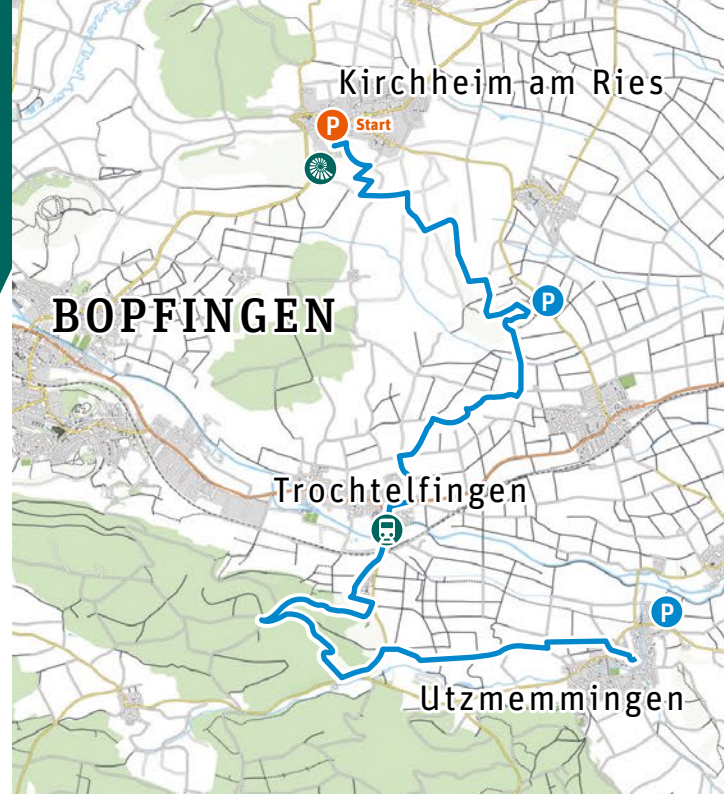 Kirchheim am Ries
P Start
P
BOPFINGEN
Trochtelfingen
P
Utzmemmingen